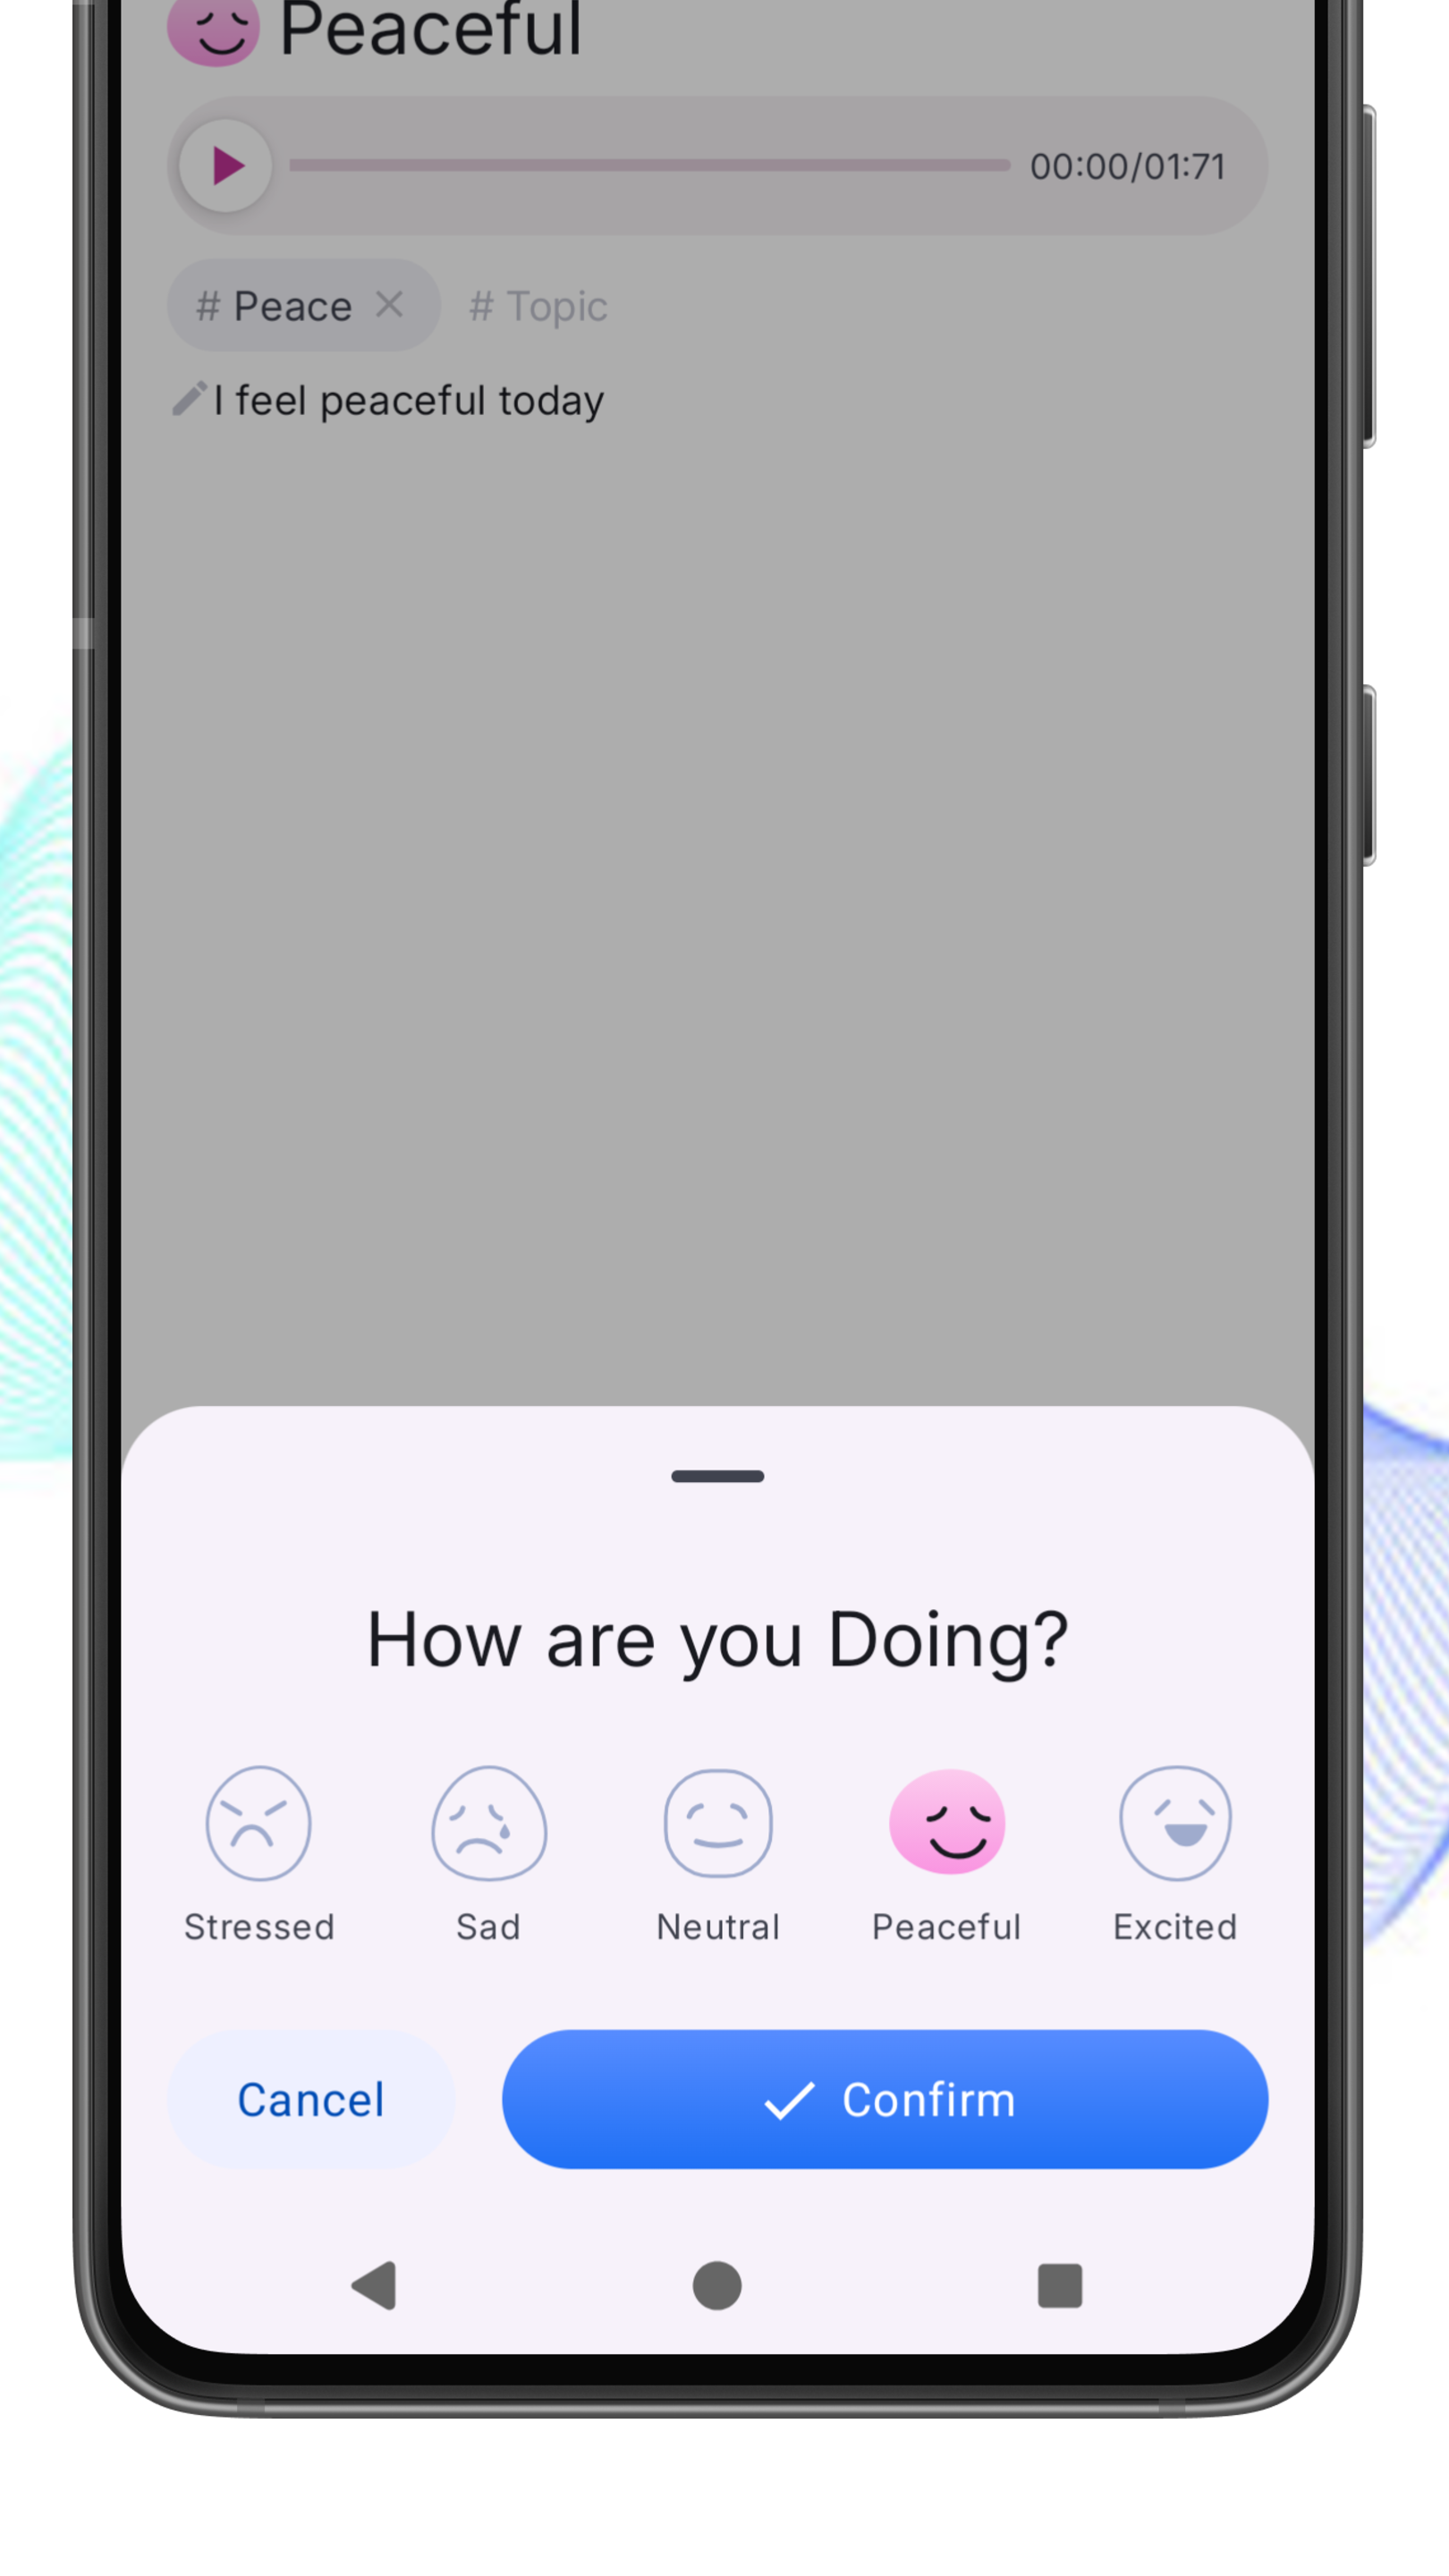 Peaceful
00:00/01:71
# Peace # Topic
I feel peaceful today
How are you Doing?
Stressed Sad Neutral Peaceful Excited
Cancel Confirm